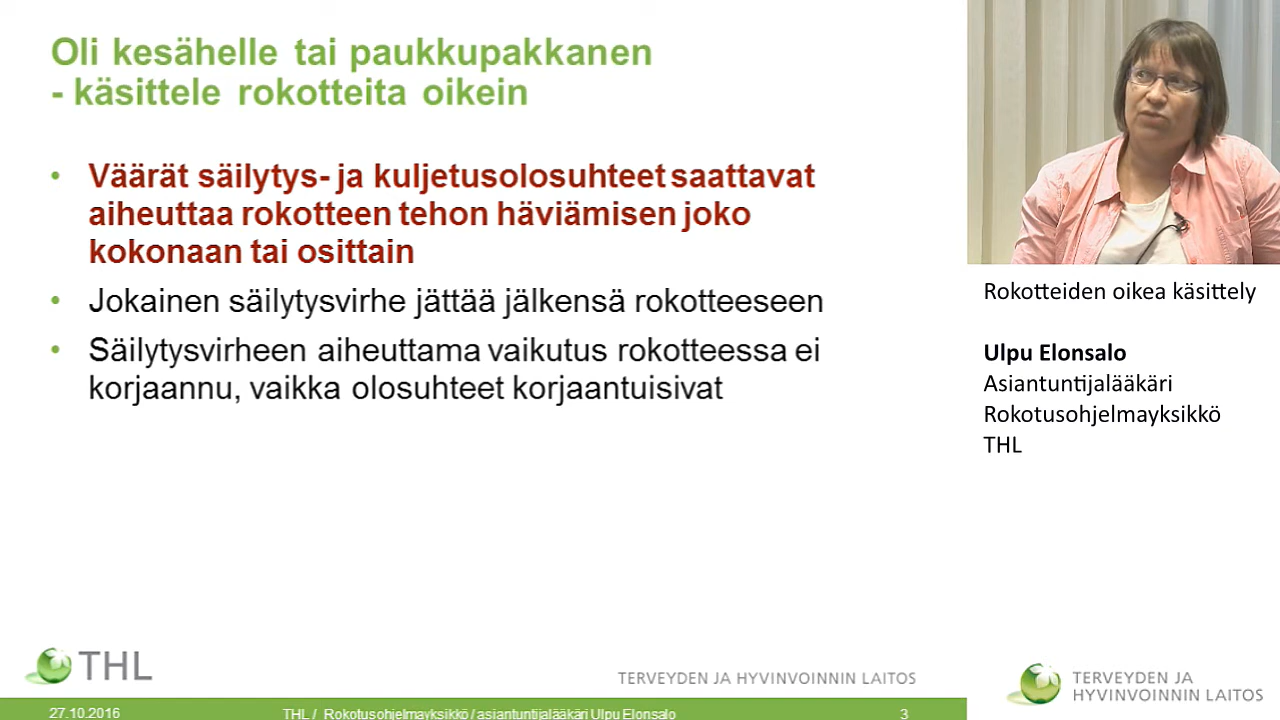 Oli kesähelle tai paukkupakkanen
- käsittele rokotteita oikein
• Väärät säilytys- ja kuljetusolosuhteet saattavat
aiheuttaa rokotteen tehon häviämisen joko
kokonaan tai osittain
• Jokainen säilytysvirhe jättää jälkensä rokotteeseen
• Säilytysvirheen aiheuttama vaikutus rokotteessa ei
korjaannu, vaikka olosuhteet korjaantuisivat
Rokotteiden oikea käsittely
Ulpu Elonsalo
Asiantuntijalääkäri
Rokotusohjelmayksikkö
THL
THL
TERVEYDEN JA HYVINVOINNIN LAITOS
TERVEYDEN JA
HYVINVOINNIN LAITOS
27.10.2016
THL / Rokotusohjelmayksikkö / asiantuntijalääkäri Ulpu Elonsalo
3